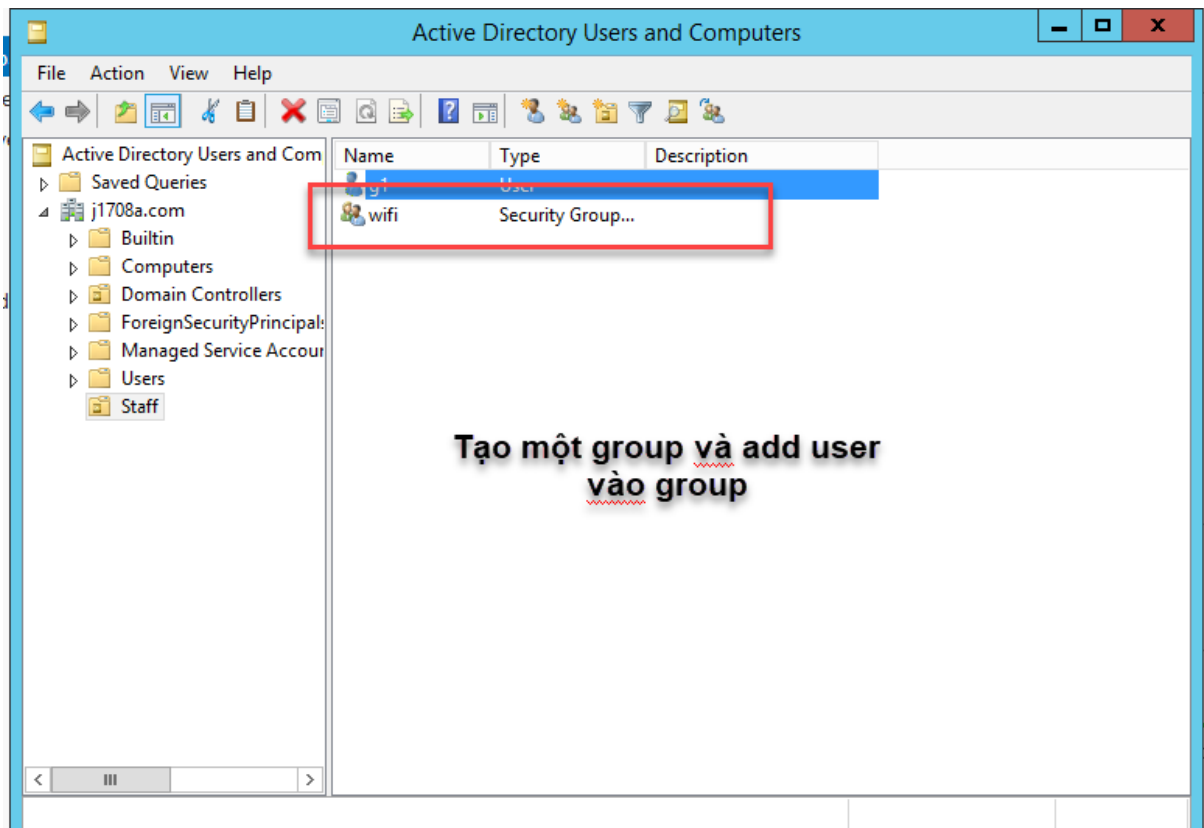 Active Directory Users and Computers
File Action View Help
Active Directory Users and Com
Name Type Description
Saved Queries
g1 User
j1708a.com
wifi Security Group...
Builtin
Computers
Domain Controllers
ForeignSecurityPrincipals
Managed Service Accour
Users
Staff
Tạo một group và add user
vào group